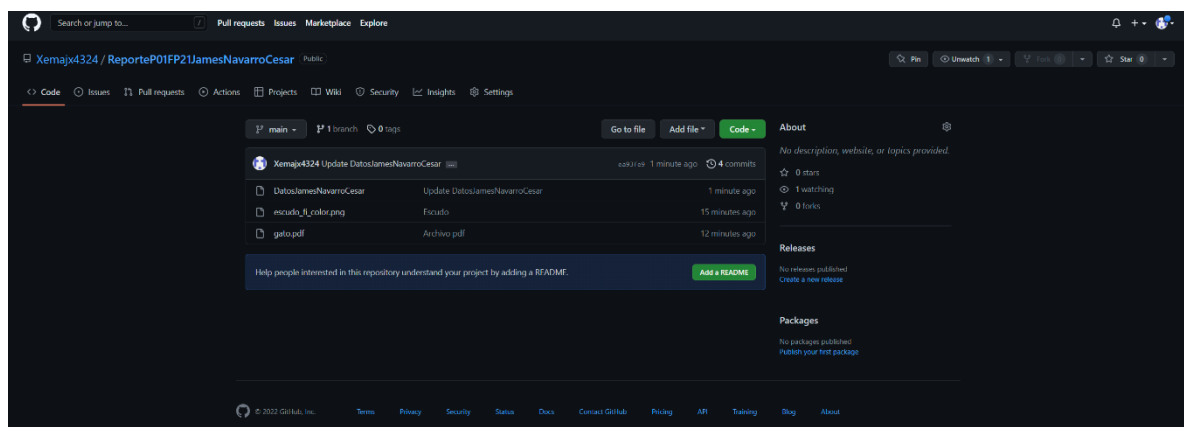 Search or jump to... / Pull requests Issues Marketplace Explore
Xemajx4324 / ReporteP01FP21JamesNavarroCesar Public
Pin Unwatch 1 Fork 0 Star 0
Code Issues Pull requests Actions Projects Wiki Security Insights Settings
main 1 branch 0 tags Go to file Add file Code
Xemajx4324 Update DatosJamesNavarroCesar ... 1 minute ago 4 commits
DatosJamesNavarroCesar Update DatosJamesNavarroCesar 1 minute ago
escudo_fi_color.png Escudo 15 minutes ago
gato.pdf Archivo pdf 12 minutes ago
Help people interested in this repository understand your project by adding a README. Add a README
About
No description, website, or topics provided.
0 stars
1 watching
0 forks
Releases
No releases published
Create a new release
Packages
No packages published
Publish your first package
© 2022 GitHub, Inc. Terms Privacy Security Status Docs Contact GitHub Pricing API Training Blog About